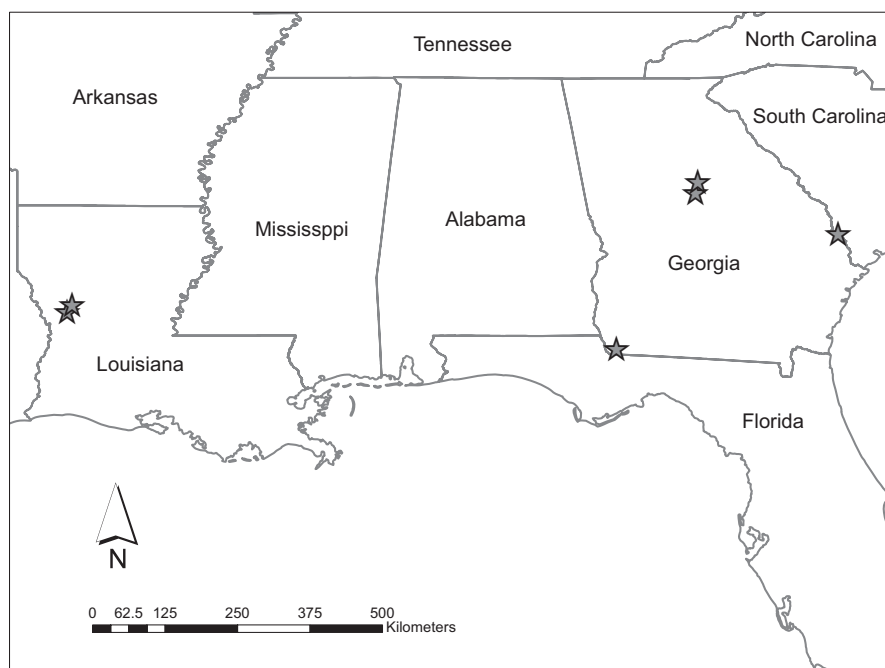 Tennessee
North Carolina
Arkansas
South Carolina
Mississppi
Alabama
Georgia
Louisiana
Florida
N
0 62.5 125 250 375 500
Kilometers